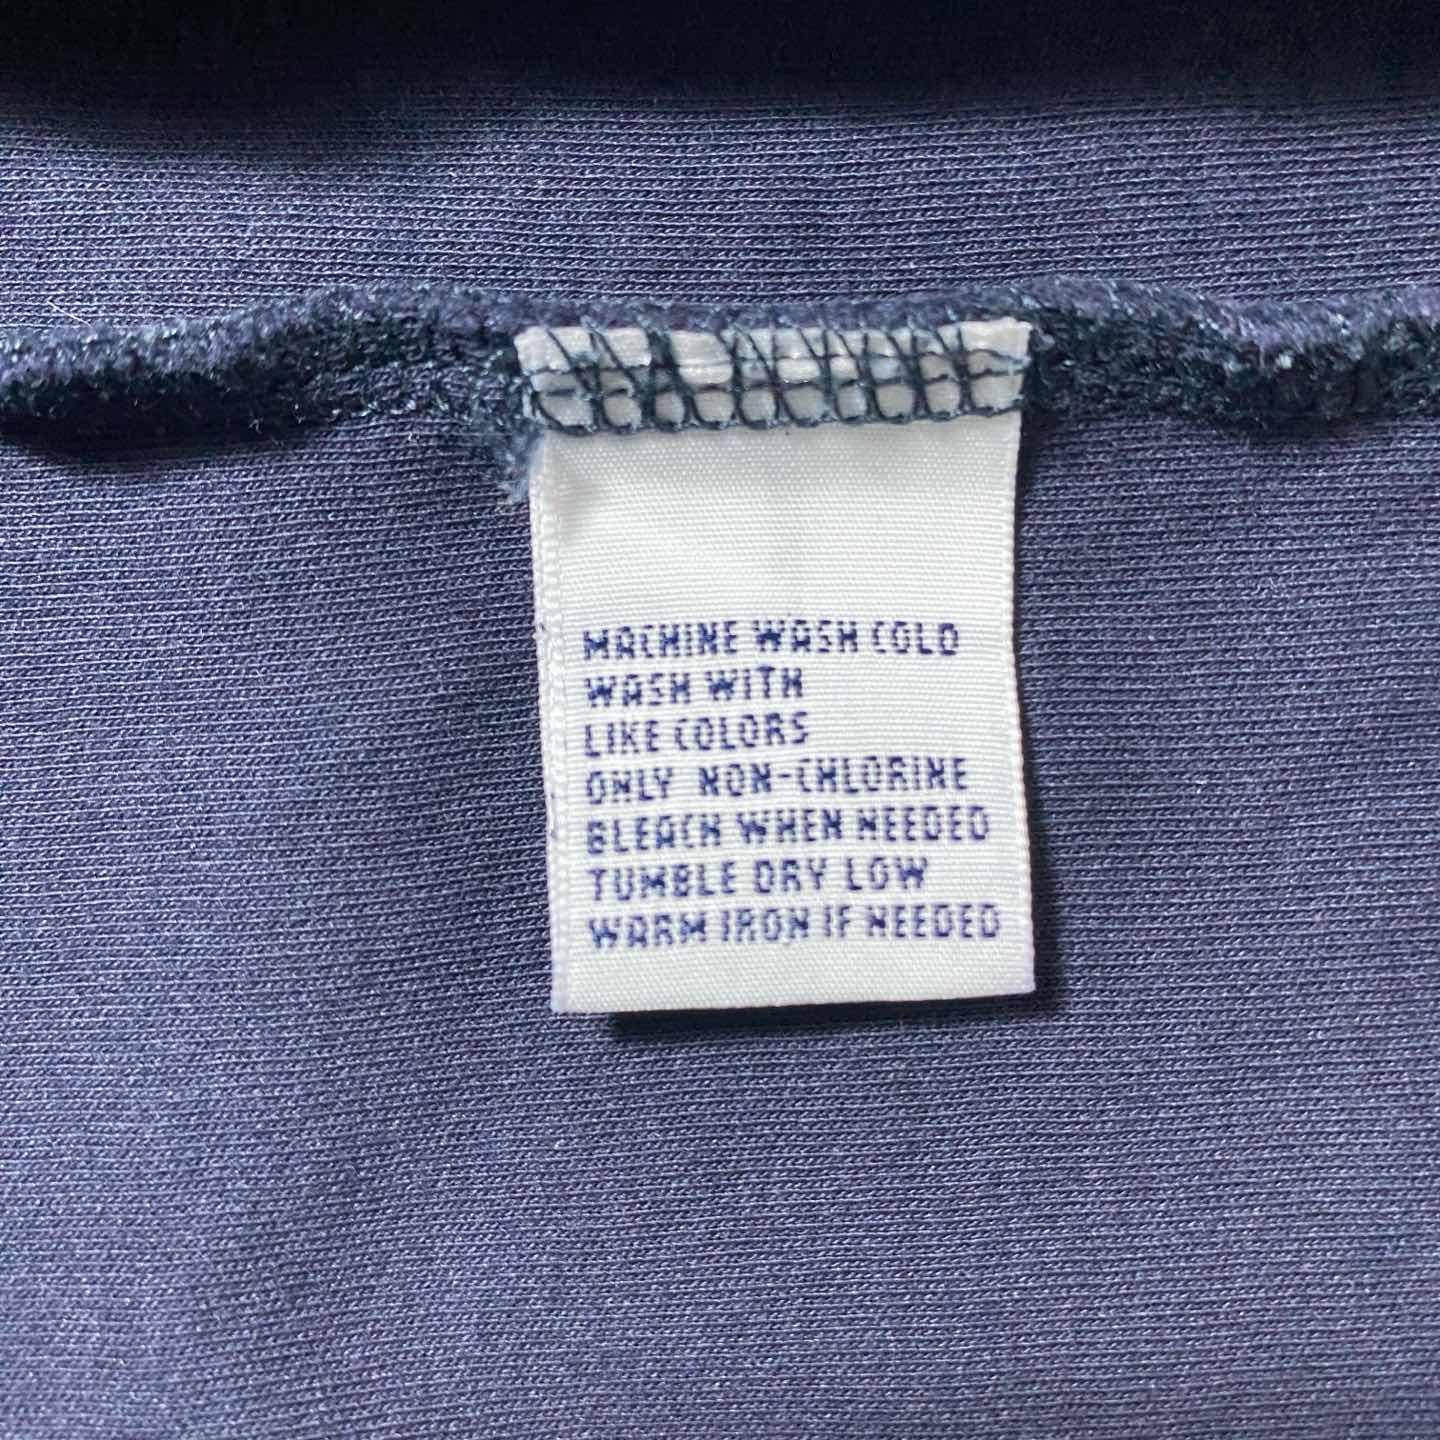 MACHINE WASH COLD
WASH WITH
LIKE COLORS
ONLY NON-CHLORINE
BLEACH WHEN NEEDED
TUMBLE DRY LOW
WARM IRON IF NEEDED